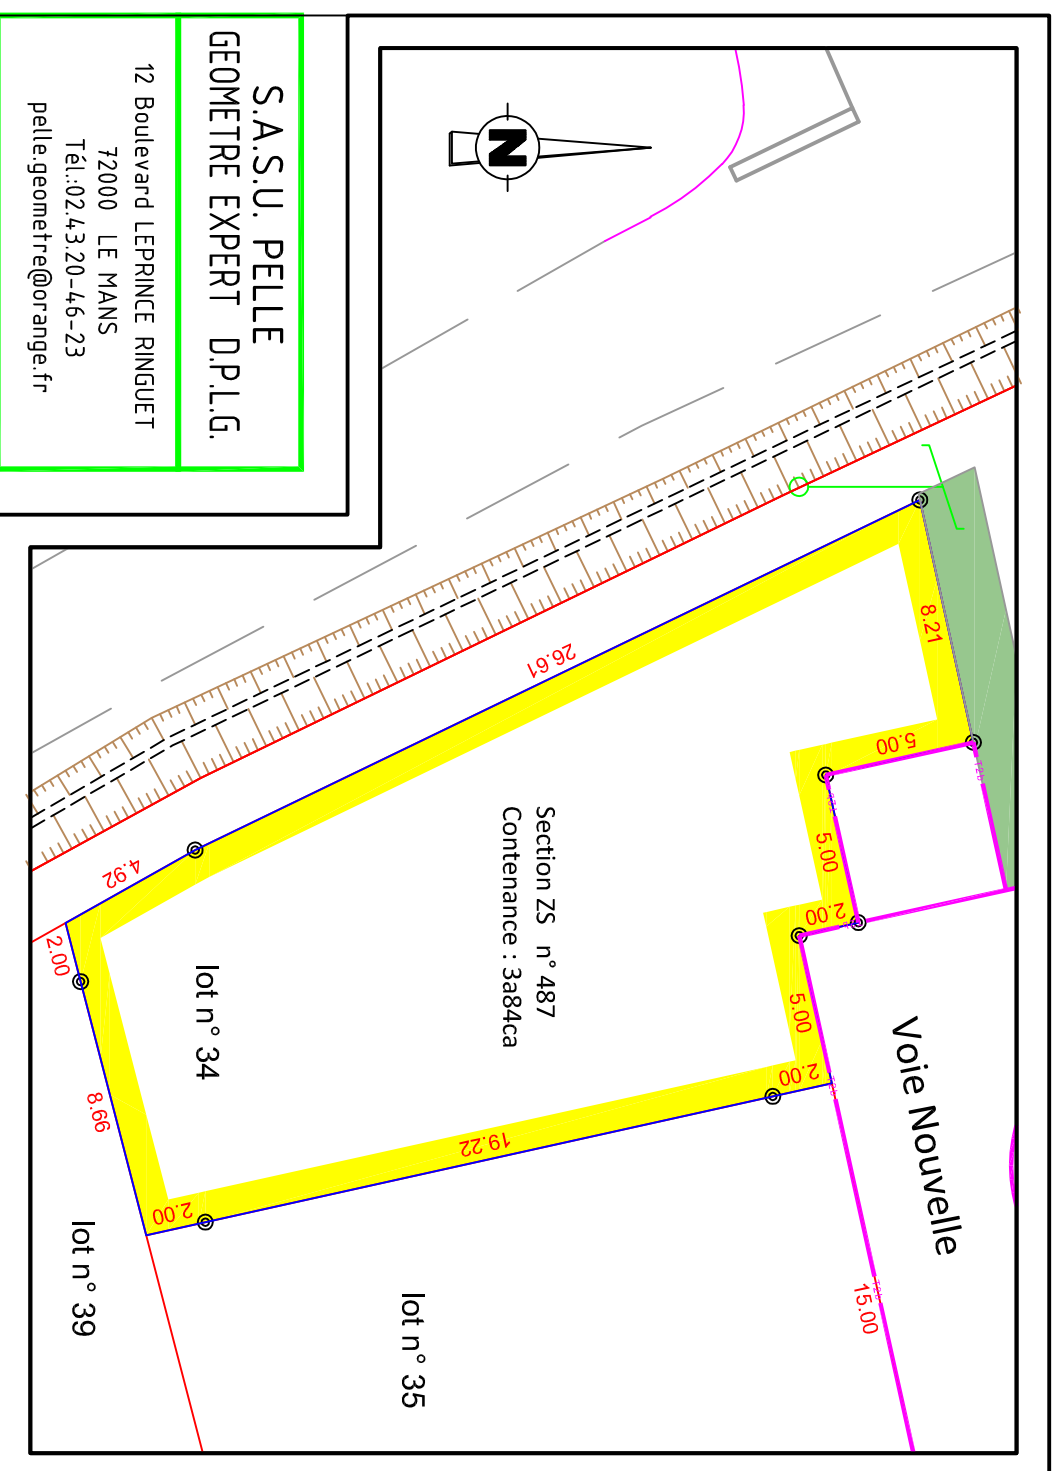 S.A.S.U. PELLE
GEOMETRE EXPERT D.P.L.G.
12 Boulevard LEPRINCE RINGUET
72000 LE MANS
Tél.:02.43.20-46-23
pelle.geometre@orange.fr
N
8.21
5.00
5.00
2.00
5.00
2.00
26.61
4.92
2.00
8.66
2.00
19.22
15.00
Voie Nouvelle
Section ZS n° 487
Contenance : 3a84ca
lot n° 34
lot n° 35
lot n° 39